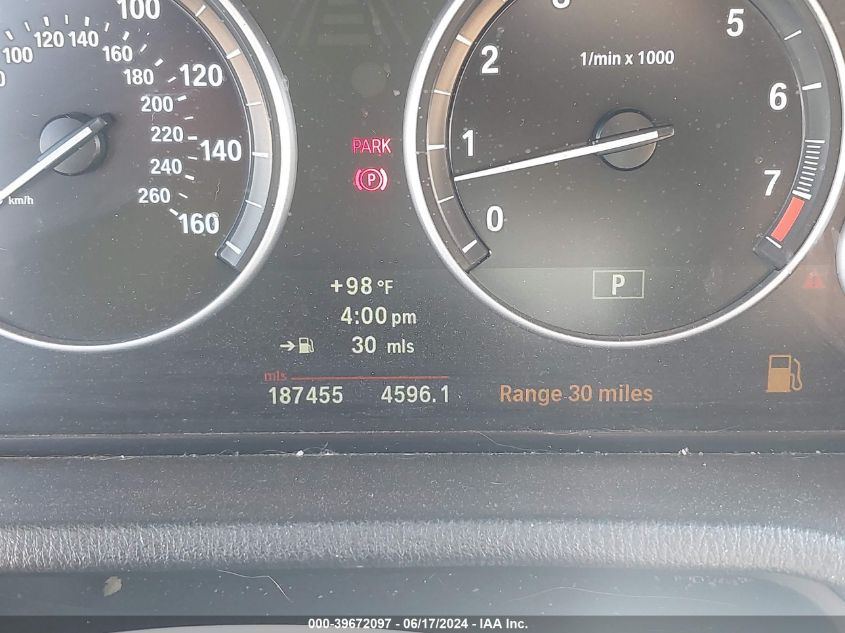 100
100 120 140
160
180 120
200
220 140
240
260
km/h 160
5
2 1/min x 1000
6
1
7
0
PARK
P
P
+98 °F
4:00 pm
→ 30 mls
mls
187455 4596.1 Range 30 miles
000-39672097 - 06/17/2024 - IAA Inc.